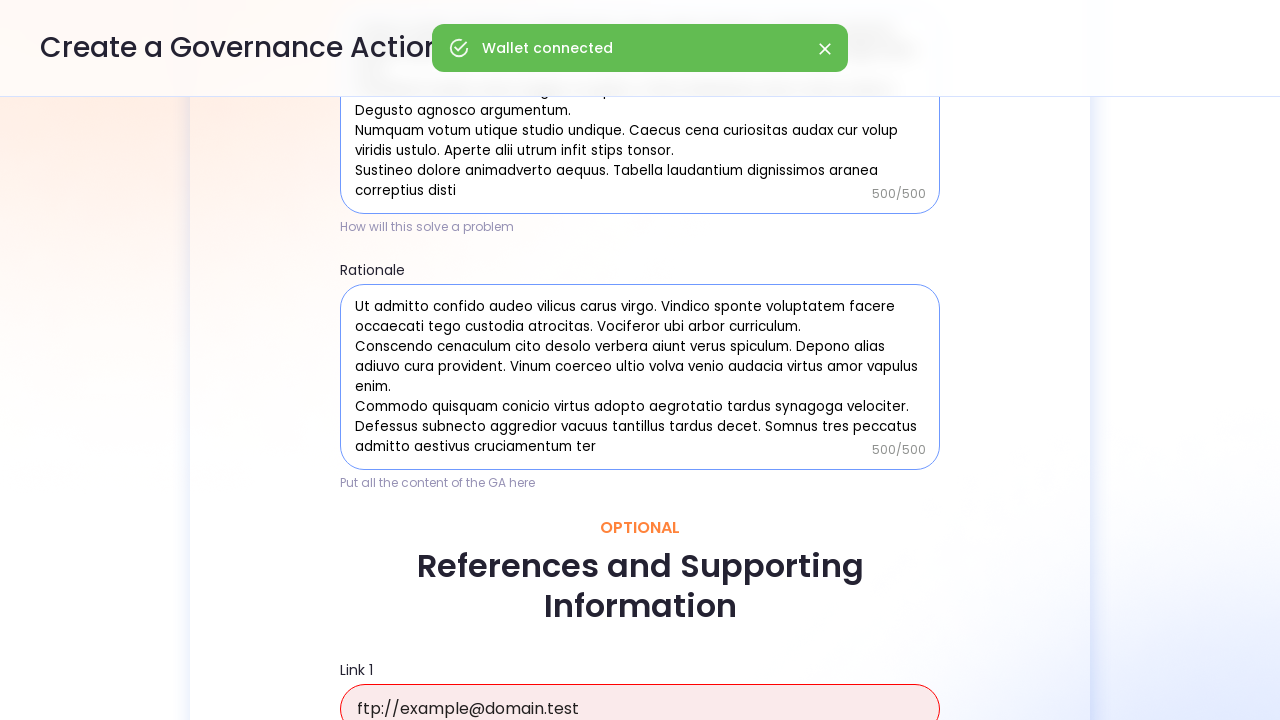 Create a Governance Action
Wallet connected
Degusto agnosco argumentum.
Numquam votum utique studio undique. Caecus cena curiositas audax cur volup
viridis ustulo. Aperte alii utrum infit stips tonsor.
Sustineo dolore animadverto aequus. Tabella laudantium dignissimos aranea
correptius disti
500/500
How will this solve a problem
Rationale
Ut admitto confido audeo vilicus carus virgo. Vindico sponte voluptatem facere
occaecati tego custodia atrocitas. Vociferor ubi arbor curriculum.
Conscendo cenaculum cito desolo verbera aiunt verus spiculum. Depono alias
adiuvo cura provident. Vinum coerceo ultio volva venio audacia virtus amor vapulus
enim.
Commodo quisquam conicio virtus adopto aegrotatio tardus synagoga velociter.
Defessus subnecto aggredior vacuus tantillus tardus decet. Somnus tres peccatus
admitto aestivus cruciamentum ter
500/500
Put all the content of the GA here
OPTIONAL
References and Supporting
Information
Link 1
ftp://example@domain.test